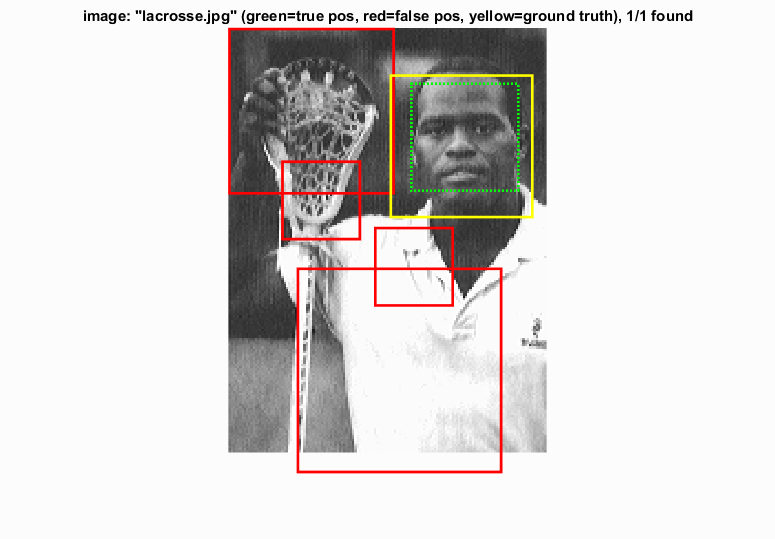 image: "lacrosse.jpg" (green=true pos, red=false pos, yellow=ground truth), 1/1 found